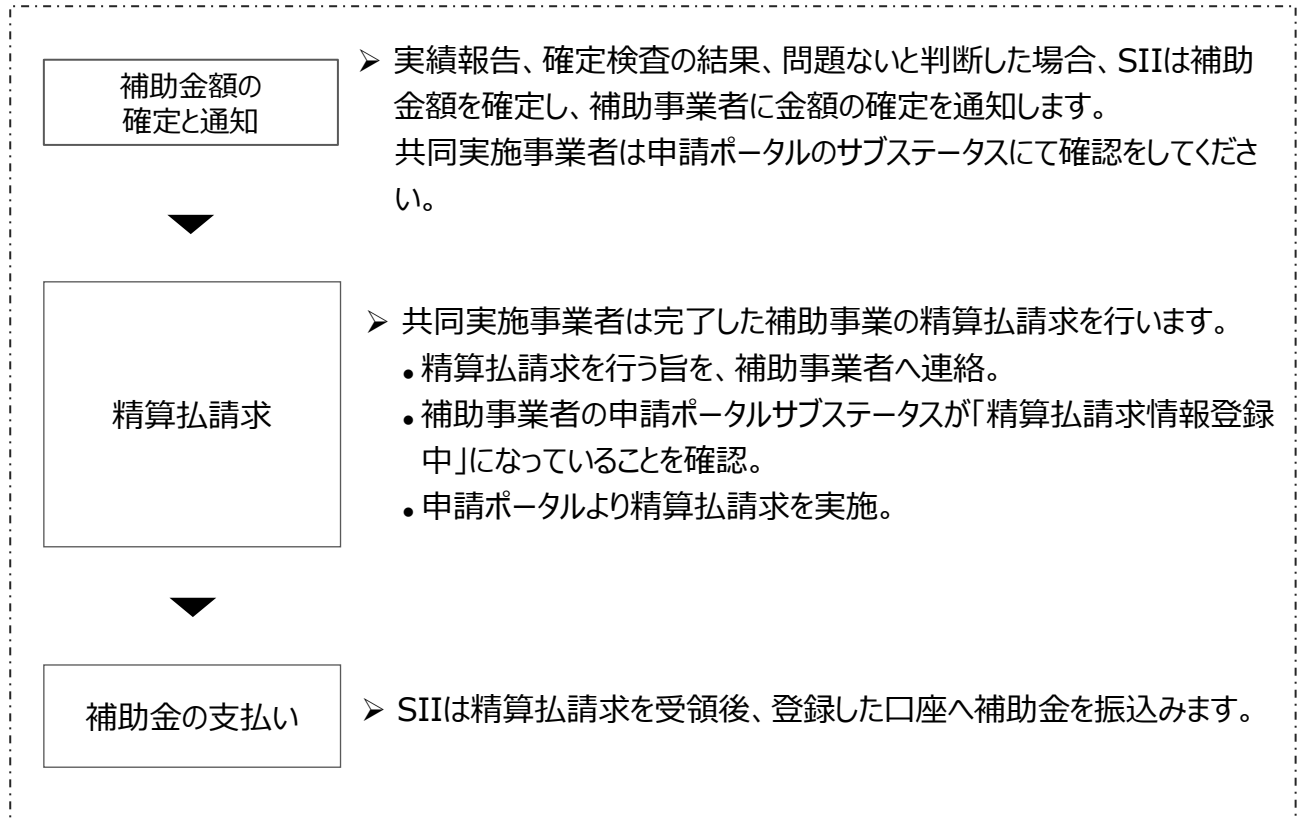 補助金額の
確定と通知
➢ 実績報告、確定検査の結果、問題ないと判断した場合、SIIは補助
金額を確定し、補助事業者に金額の確定を通知します。
共同実施事業者は申請ポータルのサブステータスにて確認をしてくださ
い。
精算払請求
➢ 共同実施事業者は完了した補助事業の精算払請求を行います。
• 精算払請求を行う旨を、補助事業者へ連絡。
• 補助事業者の申請ポータルサブステータスが「精算払請求情報登録
中」になっていることを確認。
• 申請ポータルより精算払請求を実施。
補助金の支払い
➢ SIIは精算払請求を受領後、登録した口座へ補助金を振込みます。